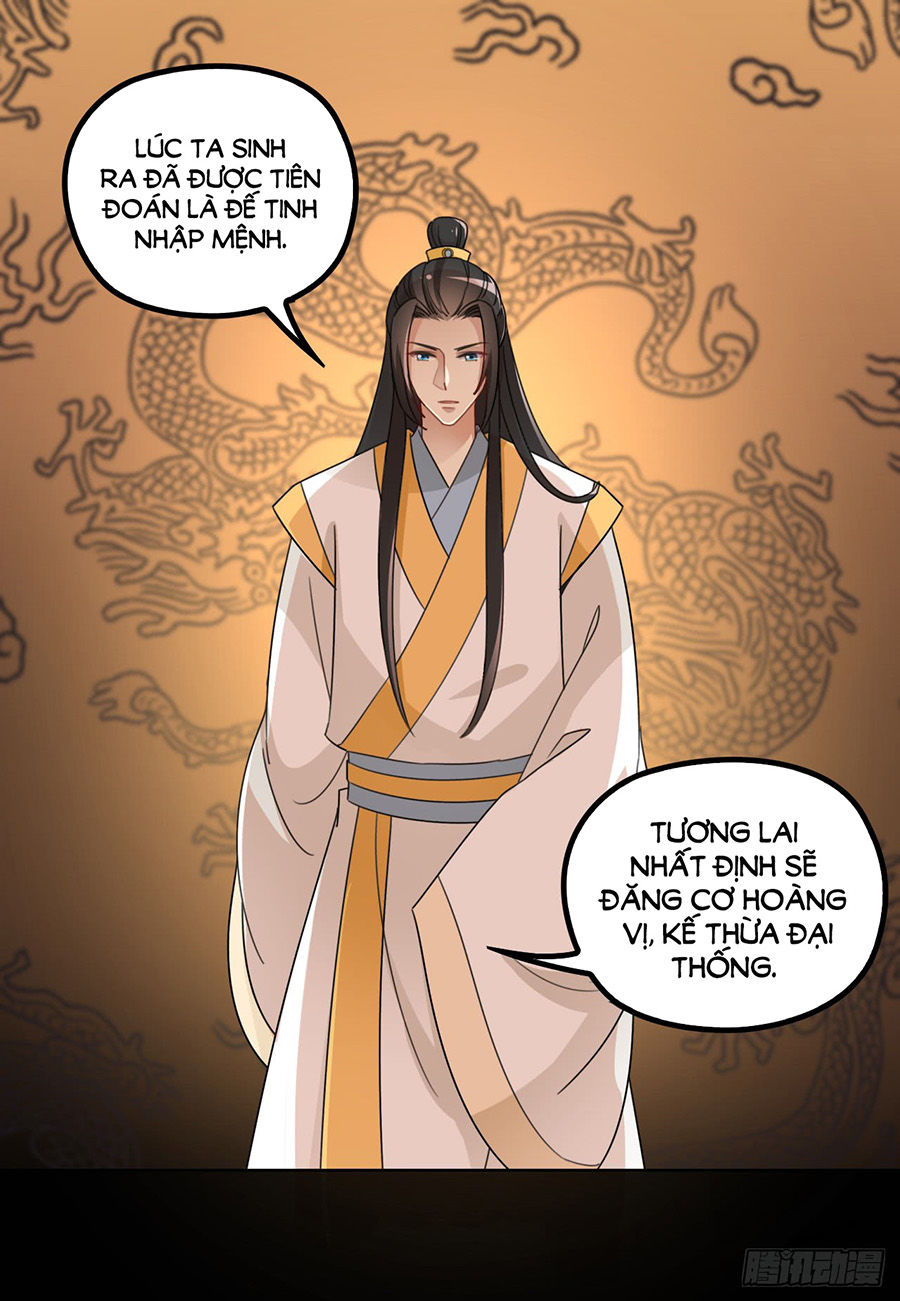 LÚC TA SINH
RA ĐÃ ĐƯỢC TIÊN
ĐOÁN LÀ ĐẾ TINH
NHẬP MỆNH.
TƯƠNG LAI
NHẤT ĐỊNH SẼ
ĐĂNG CƠ HOÀNG
VỊ, KẾ THỪA ĐẠI
THỐNG.
腾讯动漫